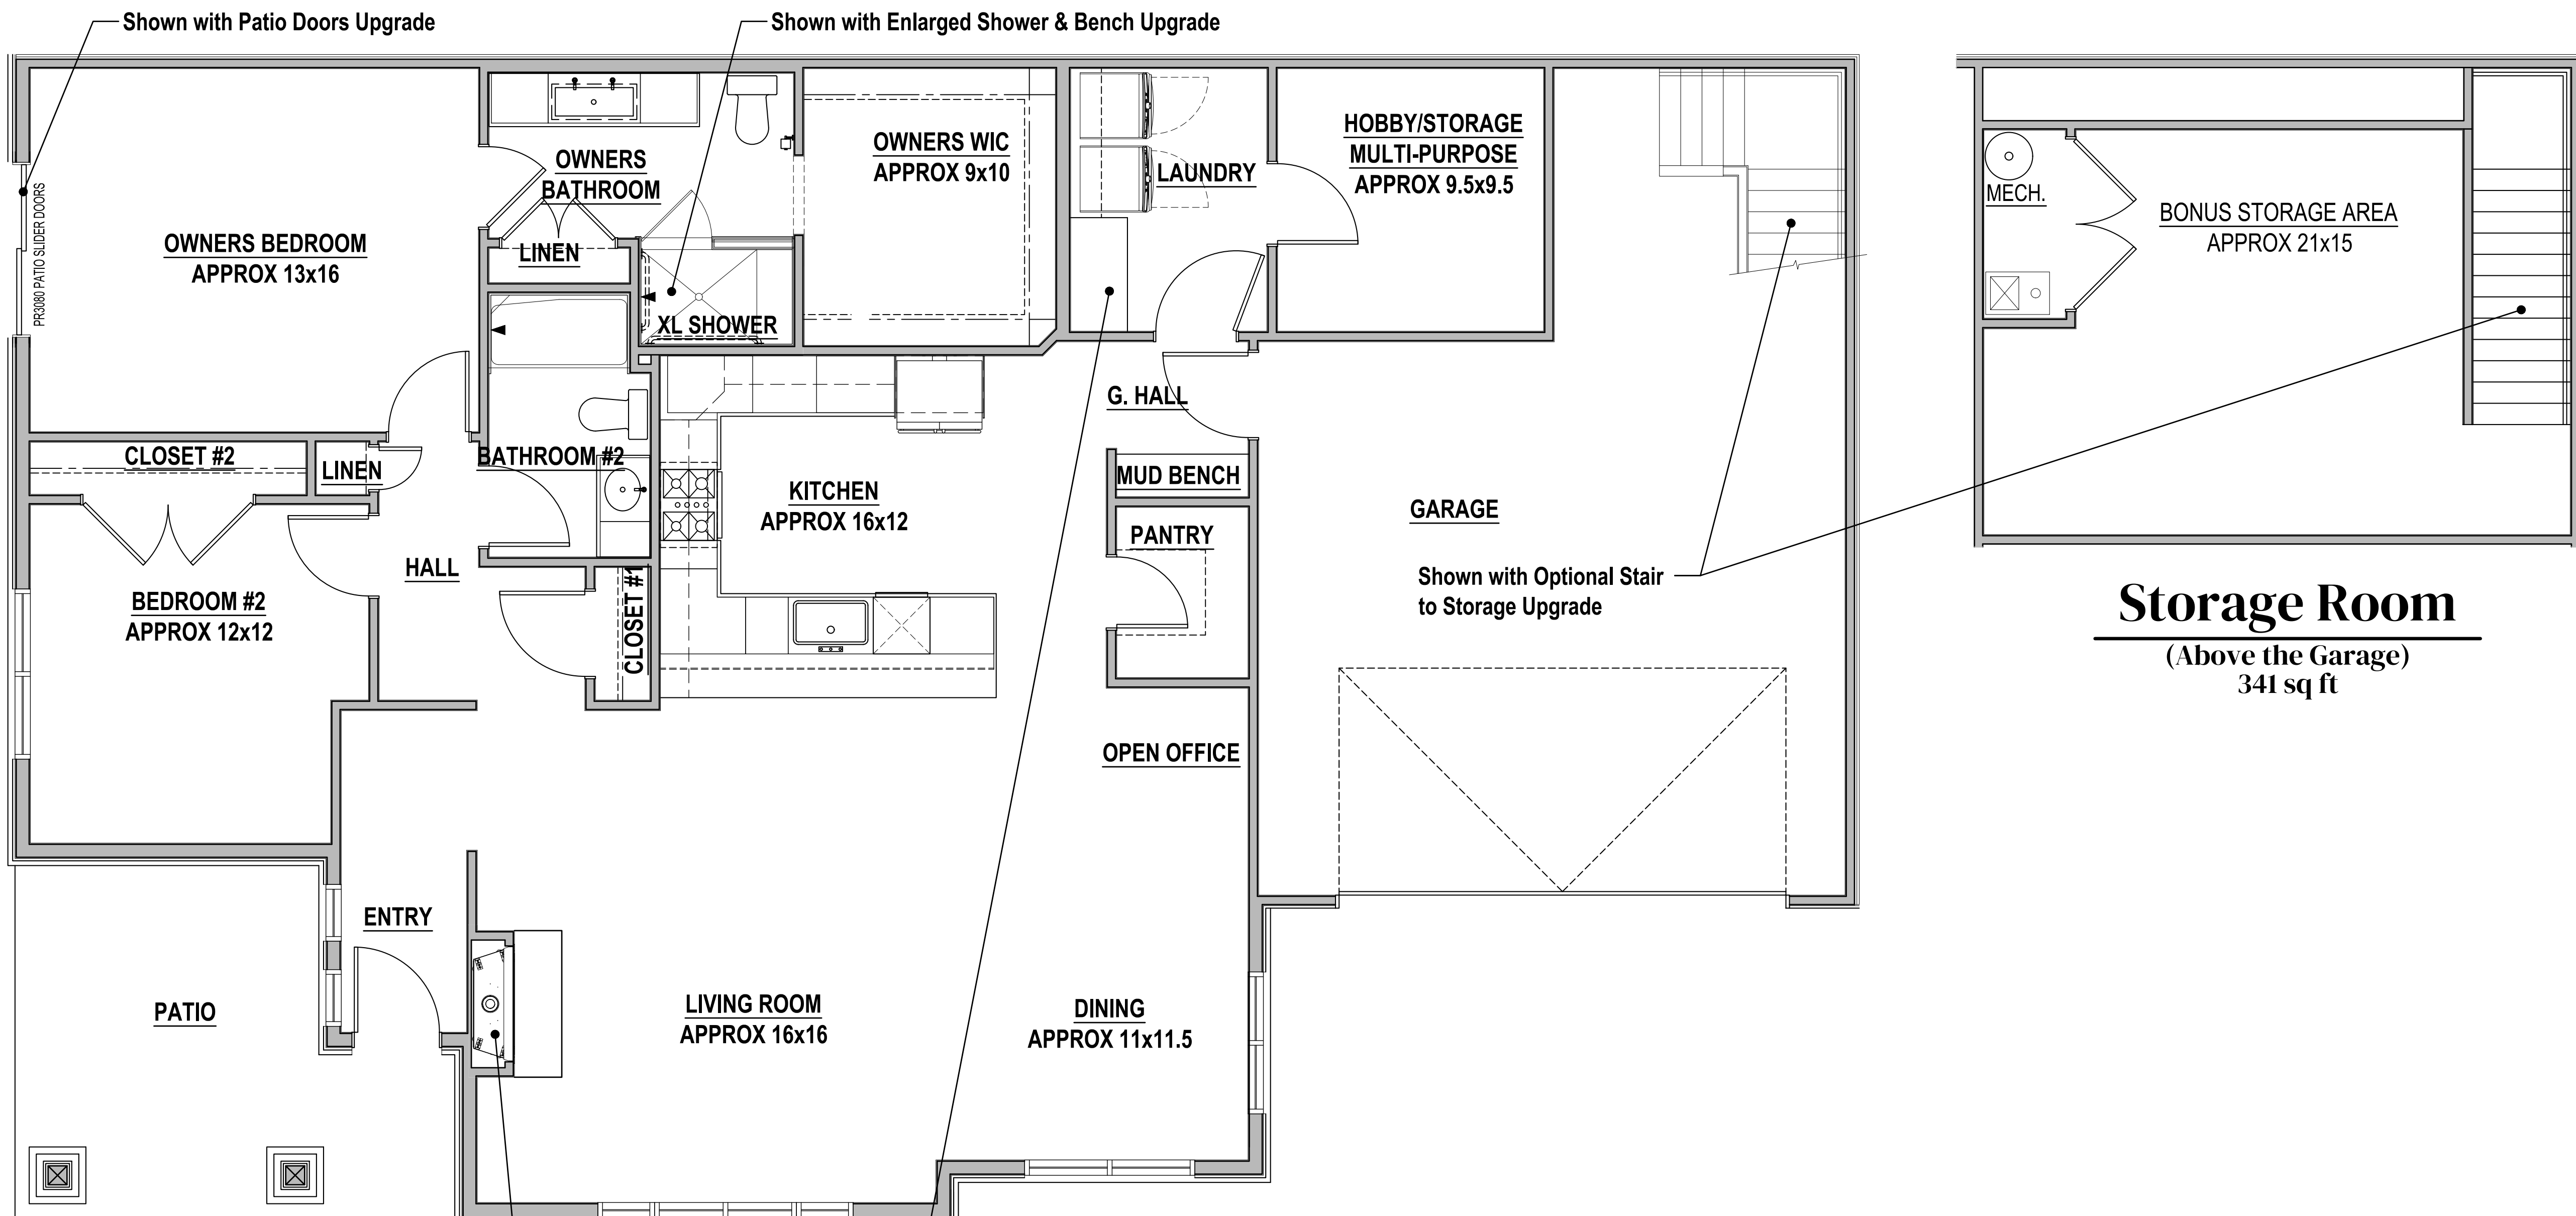 Shown with Patio Doors Upgrade
Shown with Enlarged Shower & Bench Upgrade
PR3080 PATIO SLIDER DOORS
OWNERS BEDROOM
APPROX 13x16
OWNERS
BATHROOM
LINEN
XL SHOWER
OWNERS WIC
APPROX 9x10
LAUNDRY
HOBBY/STORAGE
MULTI-PURPOSE
APPROX 9.5x9.5
MECH.
BONUS STORAGE AREA
APPROX 21x15
G. HALL
CLOSET #2
LINEN
BATHROOM #2
MUD BENCH
KITCHEN
APPROX 16x12
GARAGE
PANTRY
HALL
CLOSET #1
BEDROOM #2
APPROX 12x12
Shown with Optional Stair
to Storage Upgrade
Storage Room
(Above the Garage)
341 sq ft
OPEN OFFICE
ENTRY
PATIO
LIVING ROOM
APPROX 16x16
DINING
APPROX 11x11.5